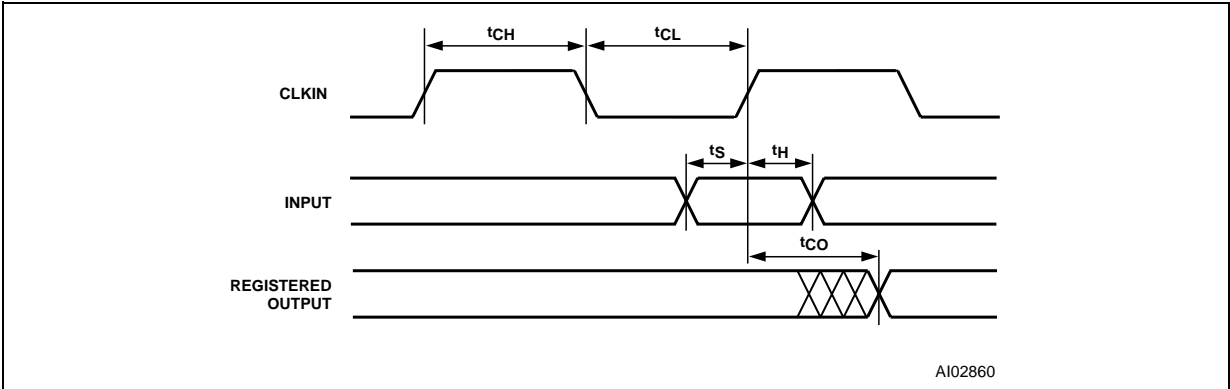 tCH
tCL
CLKIN
tS
tH
INPUT
tCO
REGISTERED
OUTPUT
AI02860